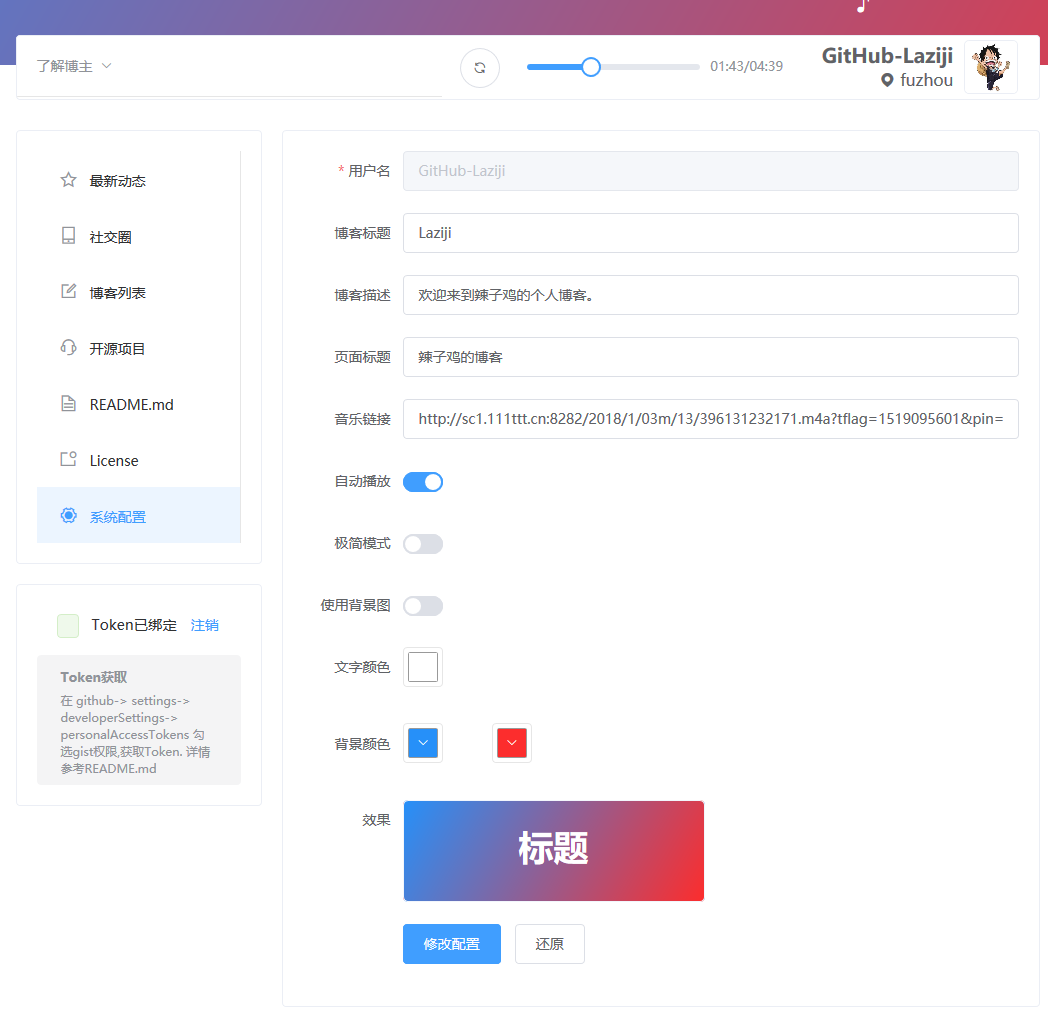 了解博主
01:43/04:39
GitHub-Laziji
fuzhou
最新动态
社交圈
博客列表
开源项目
README.md
License
系统配置
Token已绑定 注销
Token获取
在 github-> settings->
developerSettings->
personalAccessTokens 勾
选gist权限,获取Token. 详情
参考README.md
* 用户名 GitHub-Laziji
博客标题 Laziji
博客描述 欢迎来到辣子鸡的个人博客。
页面标题 辣子鸡的博客
音乐链接 http://sc1.111ttt.cn:8282/2018/1/03m/13/396131232171.m4a?tflag=1519095601&pin=
自动播放
极简模式
使用背景图
文字颜色
背景颜色
效果
标题
修改配置 还原